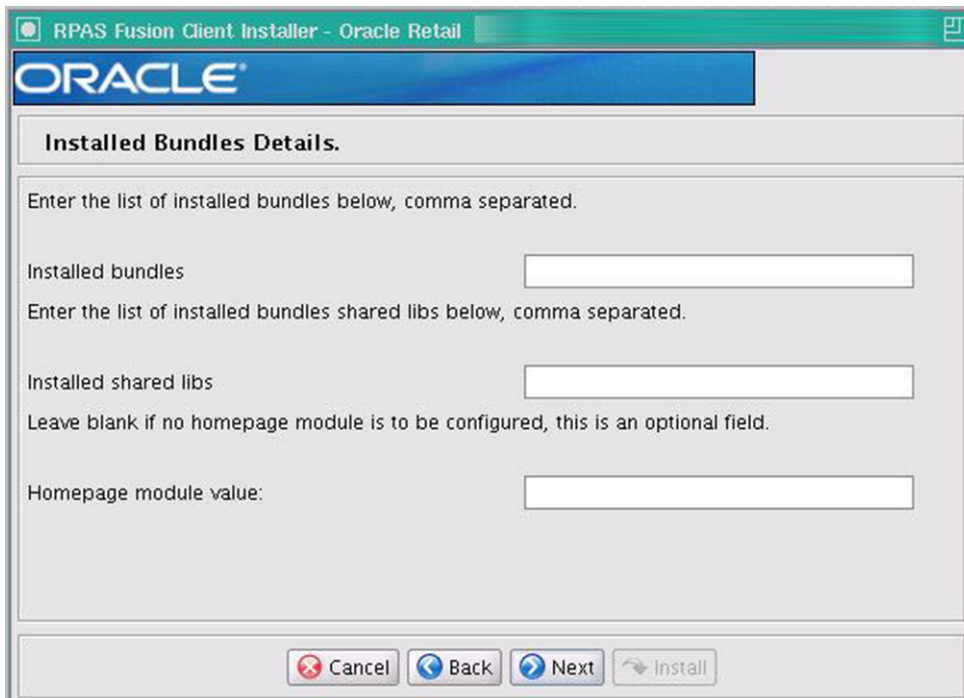 RPAS Fusion Client Installer - Oracle Retail
ORACLE®
Installed Bundles Details.
Enter the list of installed bundles below, comma separated.
Installed bundles
Enter the list of installed bundles shared libs below, comma separated.
Installed shared libs
Leave blank if no homepage module is to be configured, this is an optional field.
Homepage module value:
Cancel Back Next Install